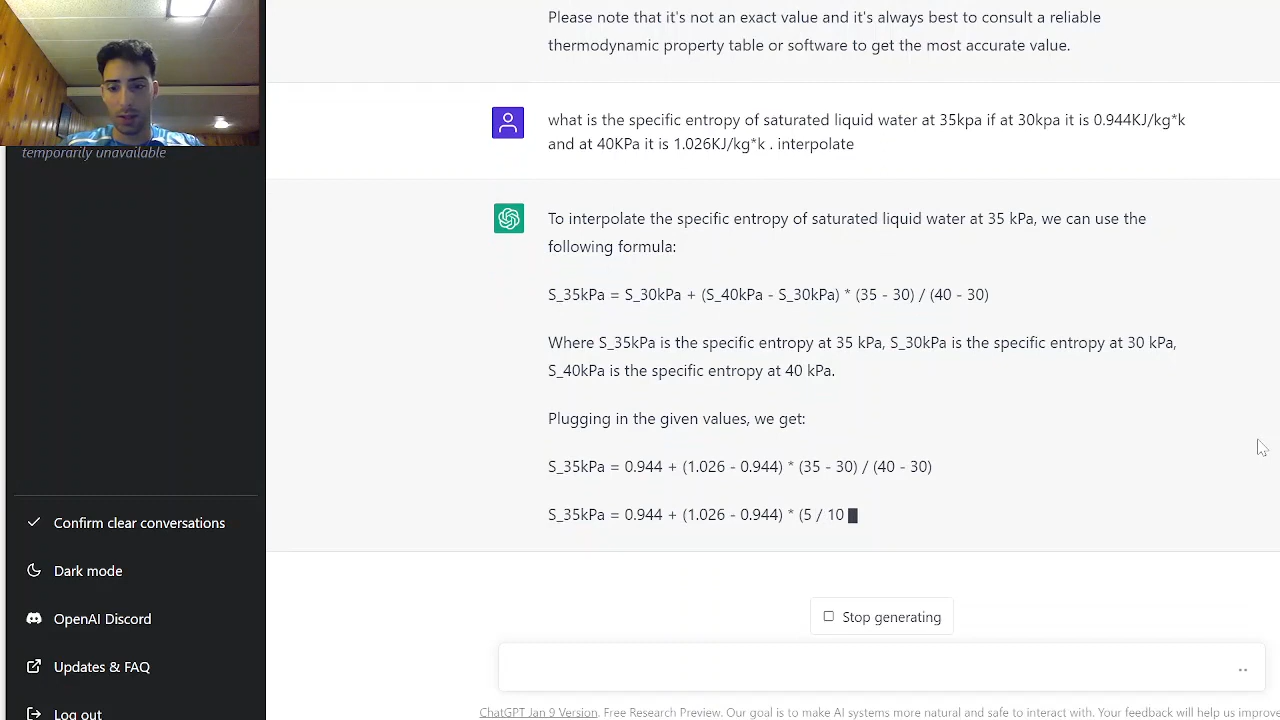 Please note that it's not an exact value and it's always best to consult a reliable
thermodynamic property table or software to get the most accurate value.
what is the specific entropy of saturated liquid water at 35kpa if at 30kpa it is 0.944KJ/kg*k
and at 40KPa it is 1.026KJ/kg*k . interpolate
temporarily unavailable
To interpolate the specific entropy of saturated liquid water at 35 kPa, we can use the
following formula:
S_35kPa = S_30kPa + (S_40kPa - S_30kPa) * (35 - 30) / (40 - 30)
Where S_35kPa is the specific entropy at 35 kPa, S_30kPa is the specific entropy at 30 kPa,
S_40kPa is the specific entropy at 40 kPa.
Plugging in the given values, we get:
S_35kPa = 0.944 + (1.026 - 0.944) * (35 - 30) / (40 - 30)
S_35kPa = 0.944 + (1.026 - 0.944) * (5 / 10
Confirm clear conversations
Dark mode
OpenAI Discord
Updates & FAQ
Log out
Stop generating
ChatGPT Jan 9 Version. Free Research Preview. Our goal is to make AI systems more natural and safe to interact with. Your feedback will help us improve